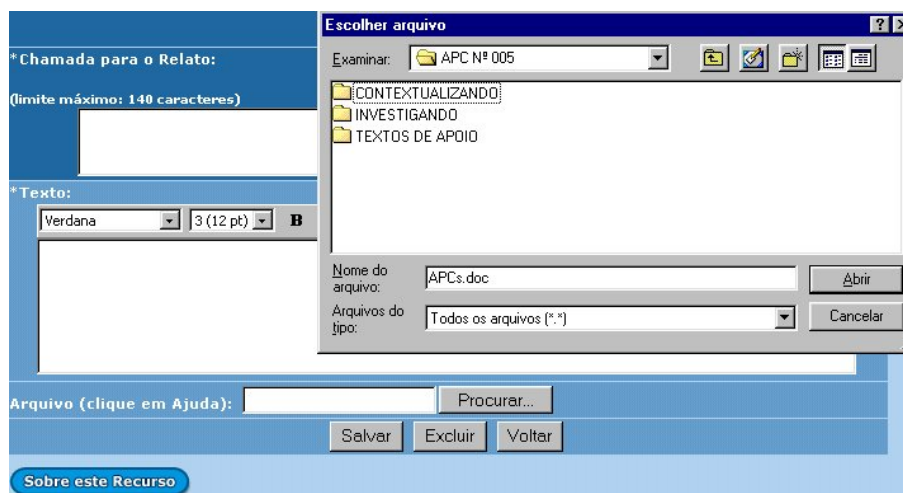 Escolher arquivo
*Chamada para o Relato:
(limite máximo: 140 caracteres)
Examinar: APC Nº 005
CONTEXTUALIZANDO
INVESTIGANDO
TEXTOS DE APOIO
*Texto:
Verdana 3 (12 pt) B
Nome do arquivo: APCs.doc Abrir
Arquivos do tipo: Todos os arquivos (*.*) Cancelar
Arquivo (clique em Ajuda): Procurar...
Salvar Excluir Voltar
Sobre este Recurso